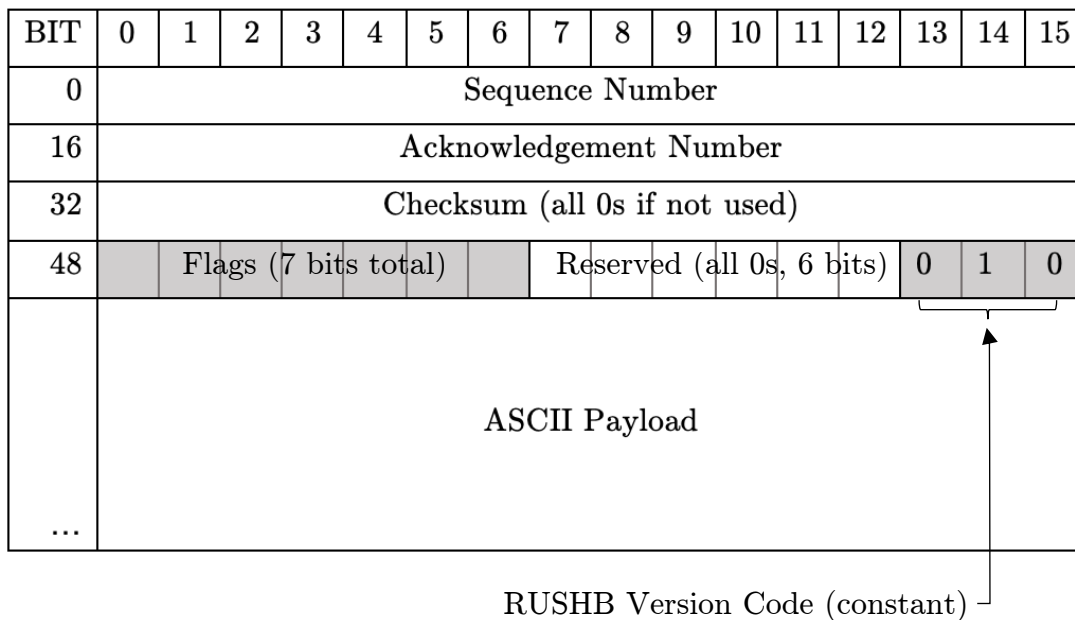 BIT 0 1 2 3 4 5 6 7 8 9 10 11 12 13 14 15
0 Sequence Number
16 Acknowledgement Number
32 Checksum (all 0s if not used)
48 Flags (7 bits total) Reserved (all 0s, 6 bits) 0 1 0
ASCII Payload
...
RUSHB Version Code (constant)